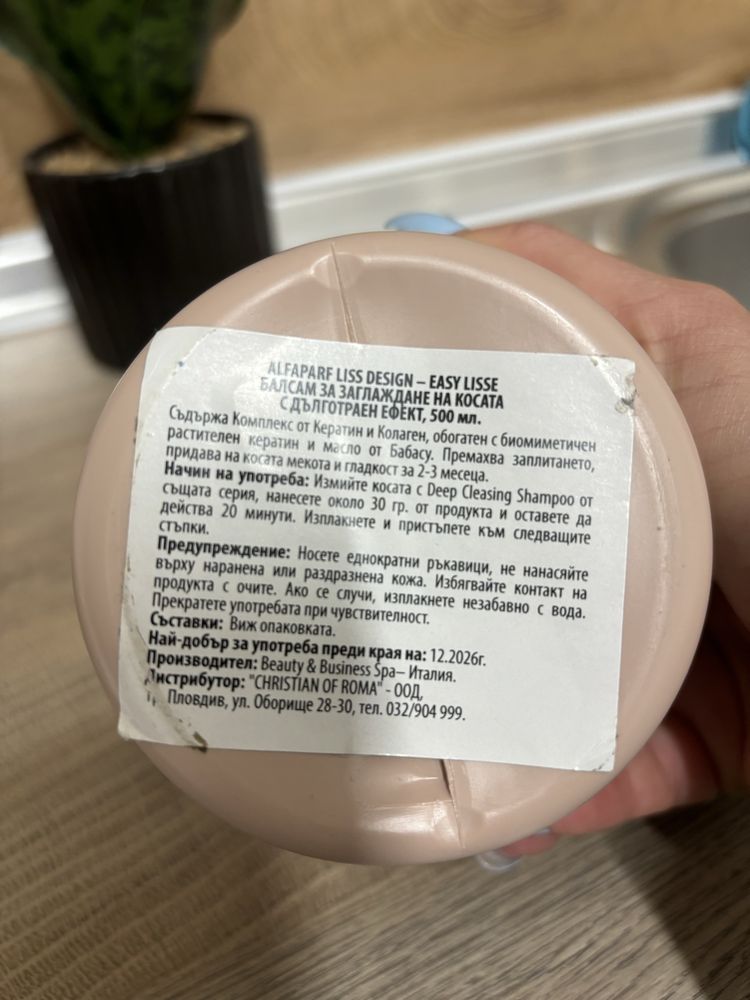 ALFAPARF LISS DESIGN – EASY LISSE
БАЛСАМ ЗА ЗАГЛАЖДАНЕ НА КОСАТА
С ДЪЛГОТРАЕН ЕФЕКТ, 500 мл.
Съдържа Комплекс от Кератин и Колаген, обогатен с биомиметичен
растителен кератин и масло от Бабасу. Премахва заплитането,
придава на косата мекота и гладкост за 2-3 месеца.
Начин на употреба: Измийте косата с Deep Cleasing Shampoo от
същата серия, нанесете около 30 гр. от продукта и оставете да
действа 20 минути. Изплакнете и пристъпете към следващите
стъпки.
Предупреждение: Носете еднократни ръкавици, не нанасяйте
върху наранена или раздразнена кожа. Избягвайте контакт на
продукта с очите. Ако се случи, изплакнете незабавно с вода.
Прекратете употребата при чувствителност.
Съставки: Виж опаковката.
Най-добър за употреба преди края на: 12.2026г.
Производител: Beauty & Business Spa– Италия.
Дистрибутор: "CHRISTIAN OF ROMA" - ООД,
гр. Пловдив, ул. Оборище 28-30, тел. 032/904 999.